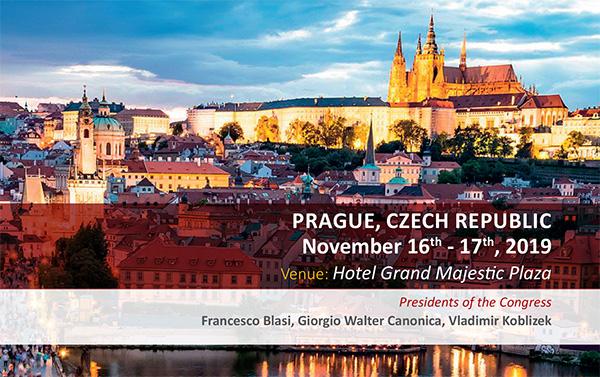 PRAGUE, CZECH REPUBLIC
November 16th - 17th, 2019
Venue: Hotel Grand Majestic Plaza
Presidents of the Congress
Francesco Blasi, Giorgio Walter Canonica, Vladimir Koblizek